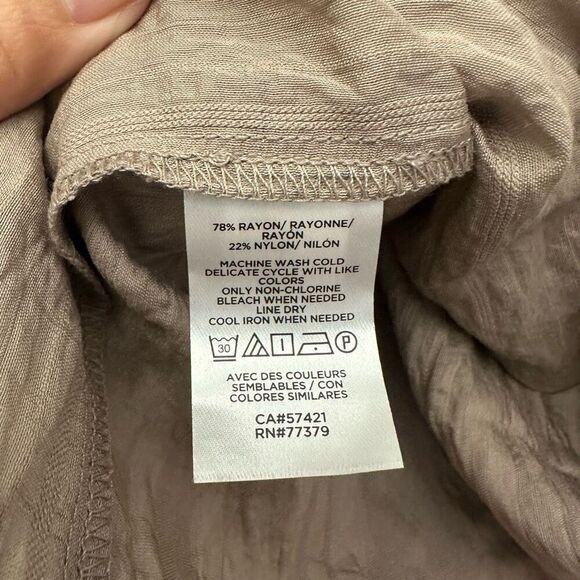 78% RAYON/ RAYONNE/
RAYÓN
22% NYLON/ NILÓN
MACHINE WASH COLD
DELICATE CYCLE WITH LIKE
COLORS
ONLY NON-CHLORINE
BLEACH WHEN NEEDED
LINE DRY
COOL IRON WHEN NEEDED
30 P
AVEC DES COULEURS
SEMBLABLES / CON
COLORES SIMILARES
CA#57421
RN#77379